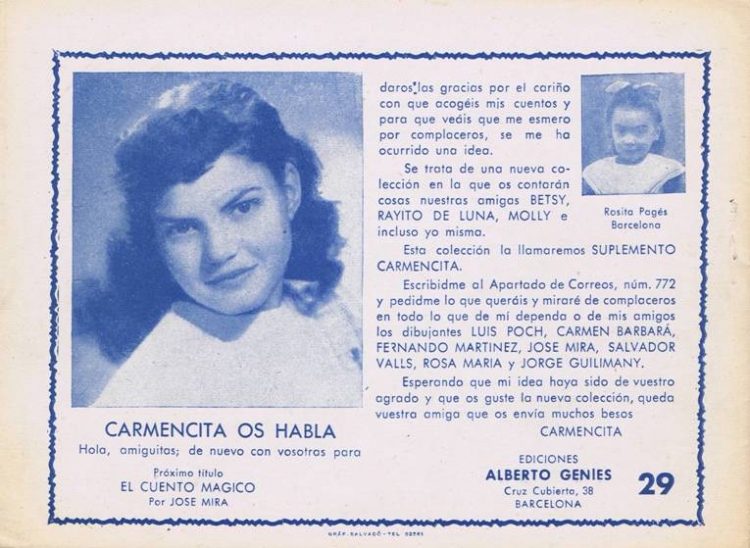 CARMENCITA OS HABLA
Hola, amiguitas; de nuevo con vosotras para
daros las gracias por el cariño
con que acogéis mis cuentos y
para que veáis que me esmero
por complaceros, se me ha
ocurrido una idea.
Se trata de una nueva co-
lección en la que os contarán
cosas nuestras amigas BETSY,
RAYITO DE LUNA, MOLLY e
incluso yo misma.
Esta colección la llamaremos SUPLEMENTO
CARMENCITA.
Escribidme al Apartado de Correos, núm. 772
y pedidme lo que queráis y miraré de complaceros
en todo lo que de mí dependa o de mis amigos
los dibujantes LUIS POCH, CARMEN BARBARÁ,
FERNANDO MARTINEZ, JOSE MIRA, SALVADOR
VALLS, ROSA MARIA y JORGE GUILIMANY.
Esperando que mi idea haya sido de vuestro
agrado y que os guste la nueva colección, queda
vuestra amiga que os envía muchos besos
CARMENCITA
Rosita Pagés
Barcelona
Próximo título
EL CUENTO MAGICO
Por JOSE MIRA
EDICIONES
ALBERTO GENIES
Cruz Cubierta, 38
BARCELONA
29
GRÁF. SALVADÓ - TEL.